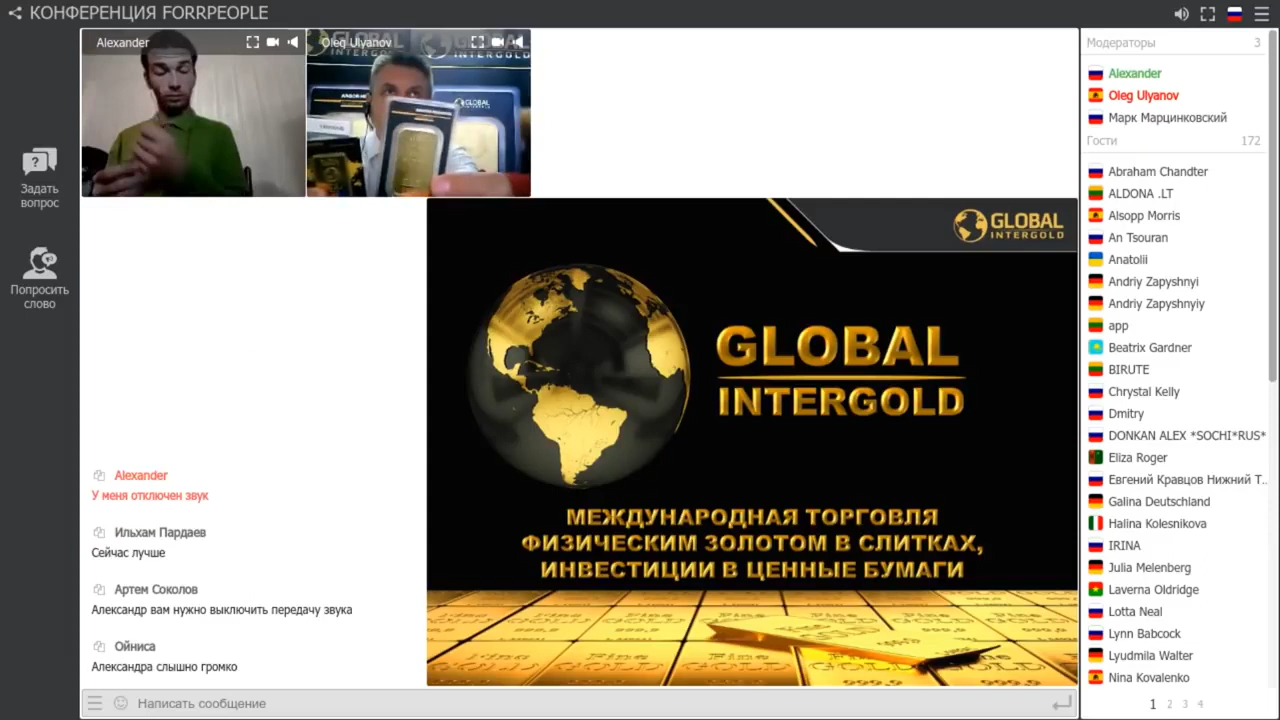 КОНФЕРЕНЦИЯ FORRPEOPLE
Задать
вопрос
Попросить
слово
Alexander
Oleg Ulyanov
GLOBAL
GLOBAL
INTERGOLD
GLOBAL
INTERGOLD
МЕЖДУНАРОДНАЯ ТОРГОВЛЯ
ФИЗИЧЕСКИМ ЗОЛОТОМ В СЛИТКАХ,
ИНВЕСТИЦИИ В ЦЕННЫЕ БУМАГИ
Fine
GOLD
999.9
Alexander
У меня отключен звук
Ильхам Пардаев
Сейчас лучше
Артем Соколов
Александр вам нужно выключить передачу звука
Ойниса
Александра слышно громко
Написать сообщение
Модераторы 3
Alexander
Oleg Ulyanov
Марк Марцинковский
Гости 172
Abraham Chandter
ALDONA .LT
Alsopp Morris
An Tsouran
Anatolii
Andriy Zapyshnyi
Andriy Zapyshnyiy
app
Beatrix Gardner
BIRUTE
Chrystal Kelly
Dmitry
DONKAN ALEX *SOCHI*RUS*
Eliza Roger
Евгений Кравцов Нижний Т...
Galina Deutschland
Halina Kolesnikova
IRINA
Julia Melenberg
Laverna Oldridge
Lotta Neal
Lynn Babcock
Lyudmila Walter
Nina Kovalenko
1 2 3 4